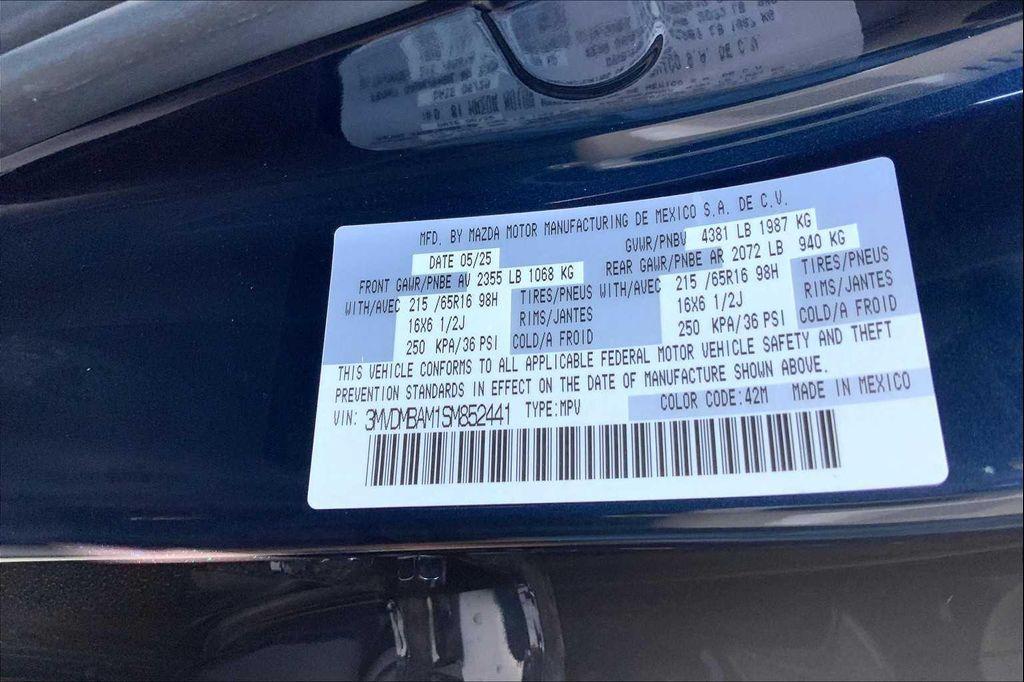 MFD. BY MAZDA MOTOR MANUFACTURING DE MEXICO S.A. DE C.V.
DATE 05/25 GVWR/PNBV 4381 LB 1987 KG
FRONT GAWR/PNBE AV 2355 LB 1068 KG REAR GAWR/PNBE AR 2072 LB 940 KG
WITH/AVEC 215 /65R16 98H TIRES/PNEUS WITH/AVEC 215 /65R16 98H TIRES/PNEUS
16X6 1/2J RIMS/JANTES 16X6 1/2J RIMS/JANTES
250 KPA/36 PSI COLD/A FROID 250 KPA/36 PSI COLD/A FROID
THIS VEHICLE CONFORMS TO ALL APPLICABLE FEDERAL MOTOR VEHICLE SAFETY AND THEFT
PREVENTION STANDARDS IN EFFECT ON THE DATE OF MANUFACTURE SHOWN ABOVE.
VIN: 3MVDMBAM1SM852441 TYPE:MPV COLOR CODE:42M MADE IN MEXICO